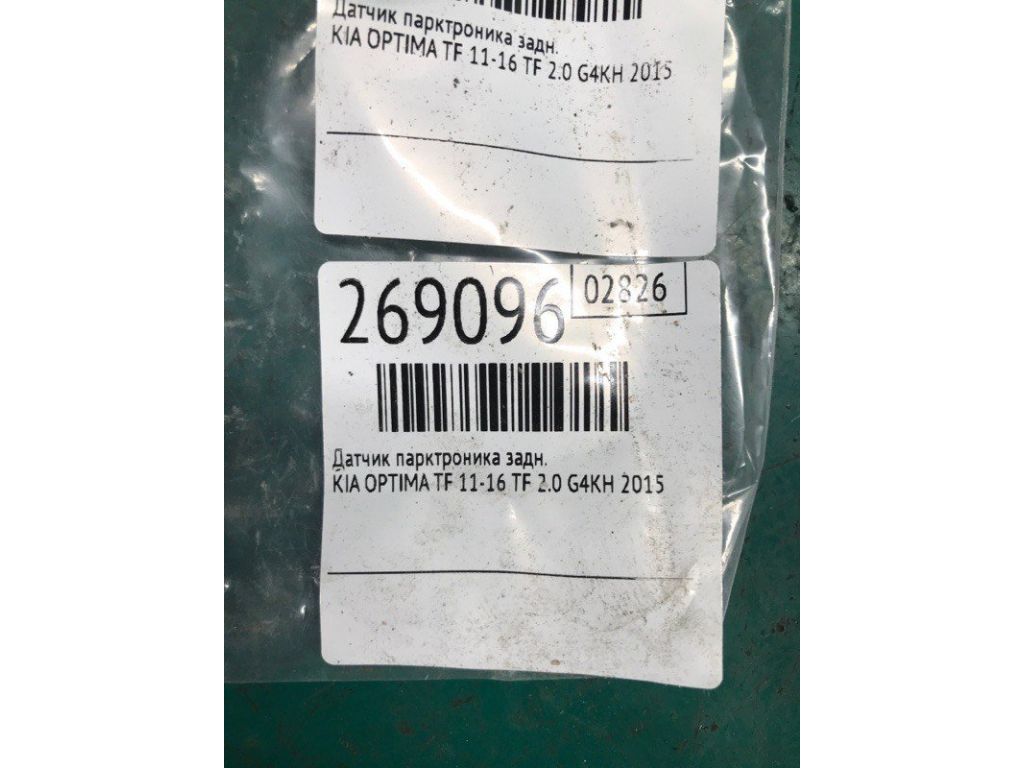 Датчик парктроника задн.
KIA OPTIMA TF 11-16 TF 2.0 G4KH 2015
269096 02826
Датчик парктроника задн.
KIA OPTIMA TF 11-16 TF 2.0 G4KH 2015